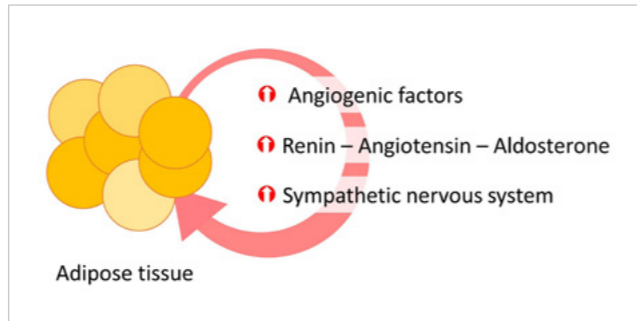 Angiogenic factors
Renin – Angiotensin – Aldosterone
Sympathetic nervous system
Adipose tissue